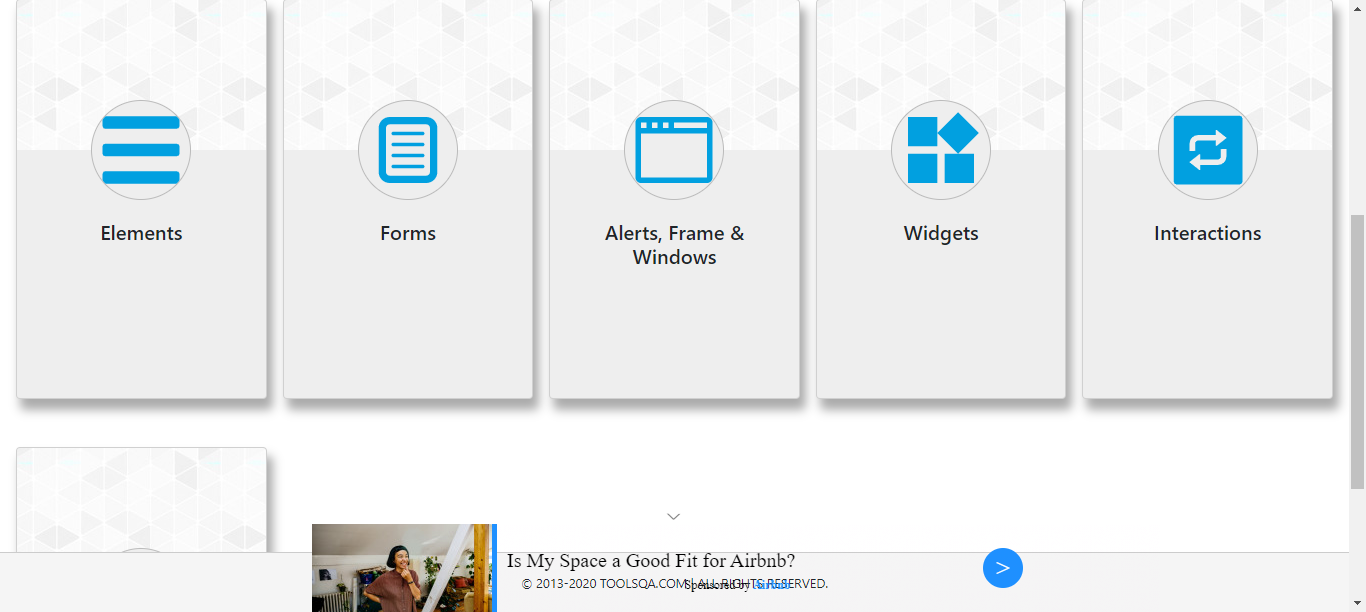 Elements
Forms
Alerts, Frame &
Windows
Widgets
Interactions
Is My Space a Good Fit for Airbnb?
© 2013-2020 TOOLSQA.COM | ALL RIGHTS RESERVED.
Sponsored by Airbnb